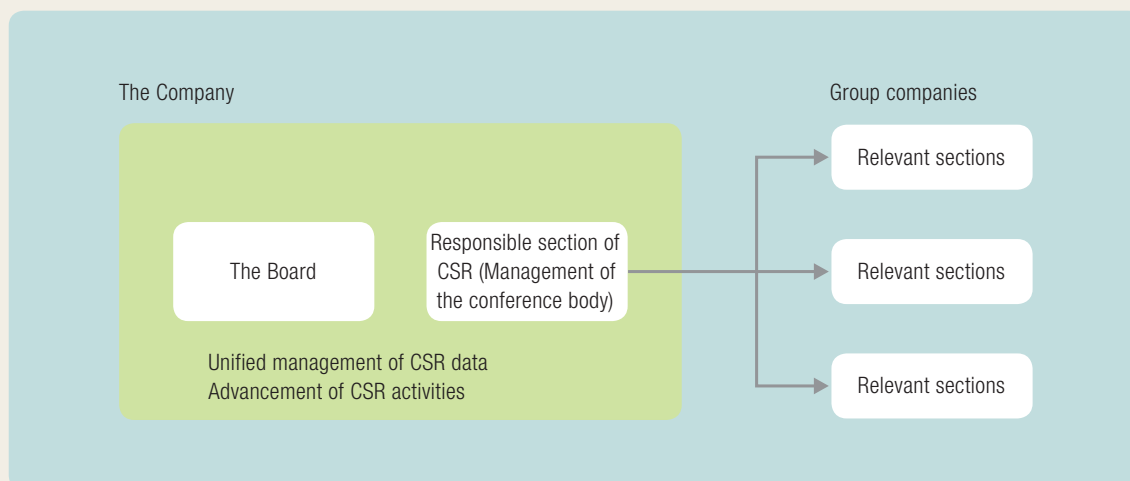 The Company
Group companies
Relevant sections
The Board
Responsible section of
CSR (Management of
the conference body)
Relevant sections
Unified management of CSR data
Advancement of CSR activities
Relevant sections